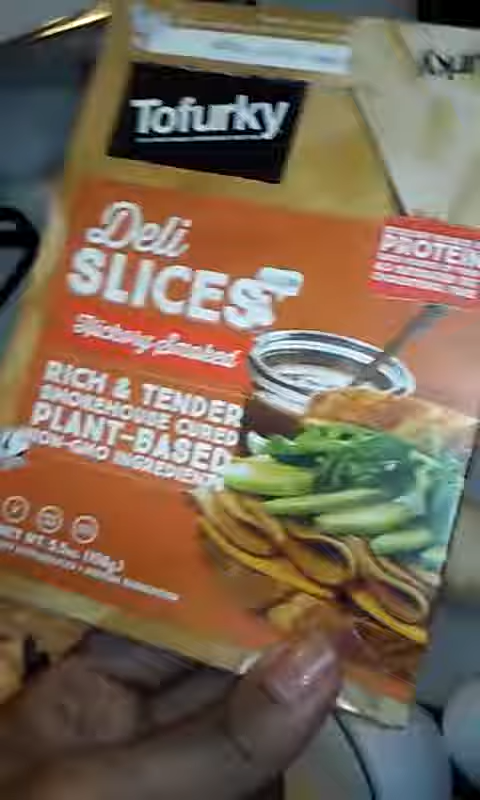 Tofurky
Deli
SLICES
PROTEIN
Hickory Smoked
RICH & TENDER
SMOKEHOUSE CURED
PLANT-BASED
NON-GMO INGREDIENTS
NET WT. 5.5oz. (156g)